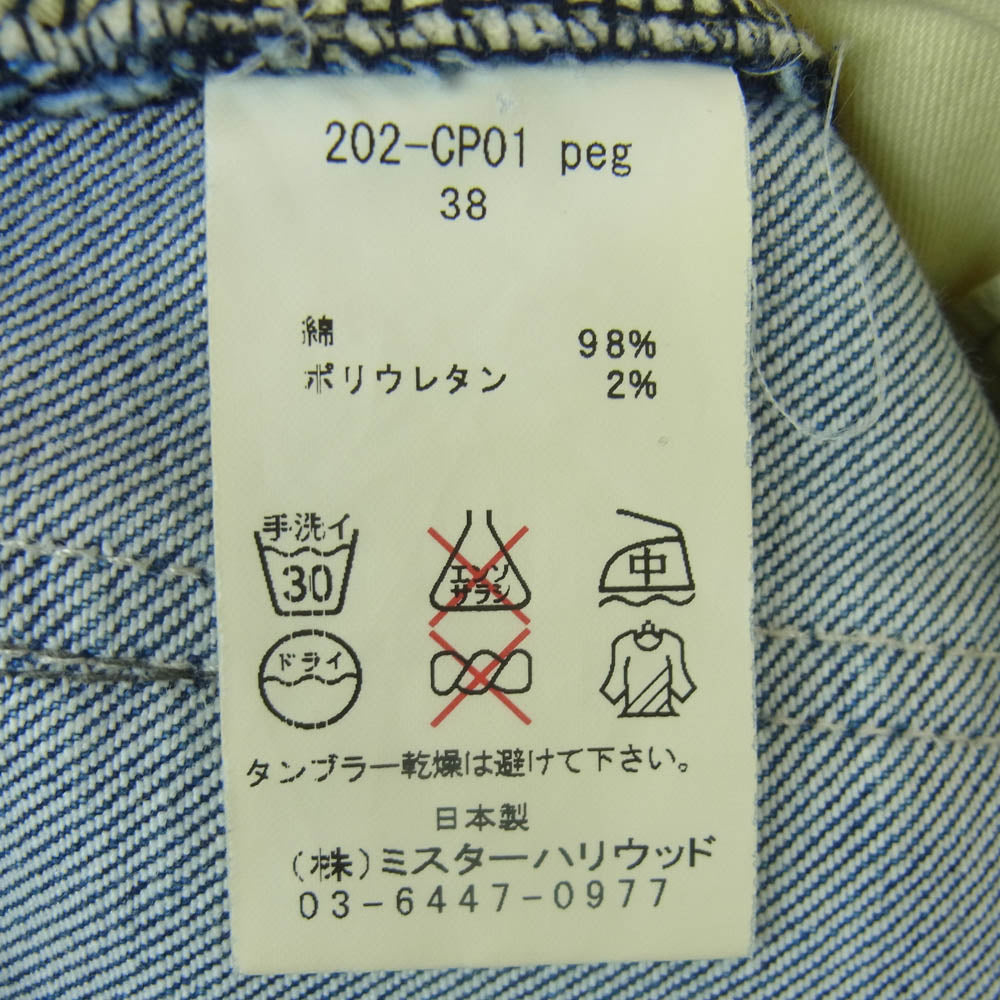 202-CP01 peg
38
綿 98%
ポリウレタン 2%
手洗イ
30
エンソ
サラシ
中
ドライ
タンブラー乾燥は避けて下さい。
日本製
(株)ミスターハリウッド
03-6447-0977